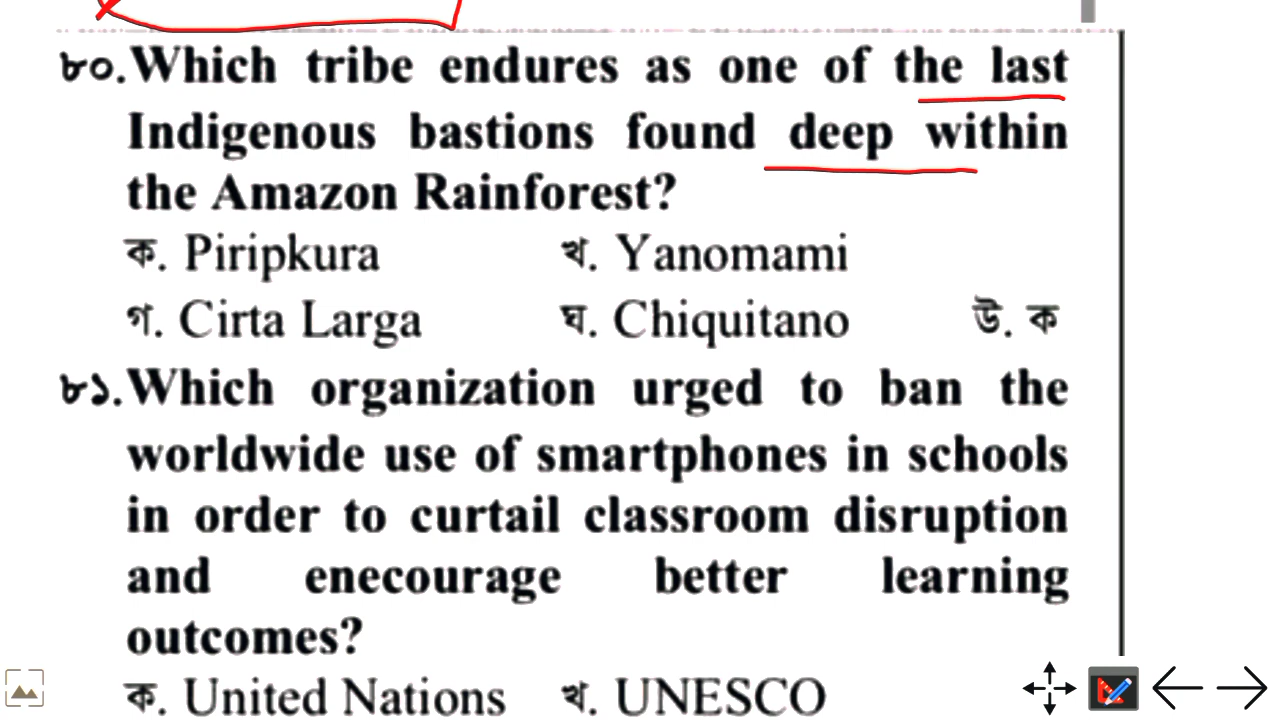 ৮০.Which tribe endures as one of the last
Indigenous bastions found deep within
the Amazon Rainforest?
ক. Piripkura খ. Yanomami
গ. Cirta Larga ঘ. Chiquitano উ. ক
৮১.Which organization urged to ban the
worldwide use of smartphones in schools
in order to curtail classroom disruption
and enecourage better learning
outcomes?
ক. United Nations খ. UNESCO